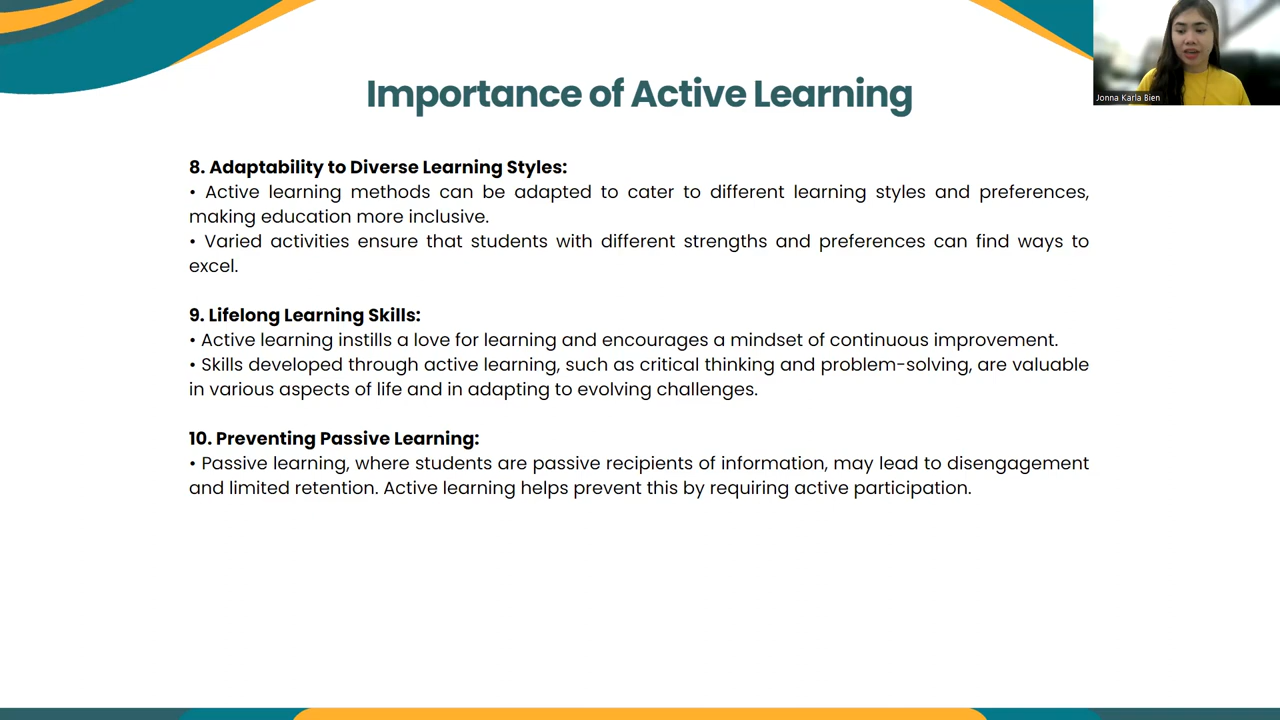 Importance of Active Learning
Jonna Karla Bien
8. Adaptability to Diverse Learning Styles:
• Active learning methods can be adapted to cater to different learning styles and preferences,
making education more inclusive.
• Varied activities ensure that students with different strengths and preferences can find ways to
excel.
9. Lifelong Learning Skills:
• Active learning instills a love for learning and encourages a mindset of continuous improvement.
• Skills developed through active learning, such as critical thinking and problem-solving, are valuable
in various aspects of life and in adapting to evolving challenges.
10. Preventing Passive Learning:
• Passive learning, where students are passive recipients of information, may lead to disengagement
and limited retention. Active learning helps prevent this by requiring active participation.